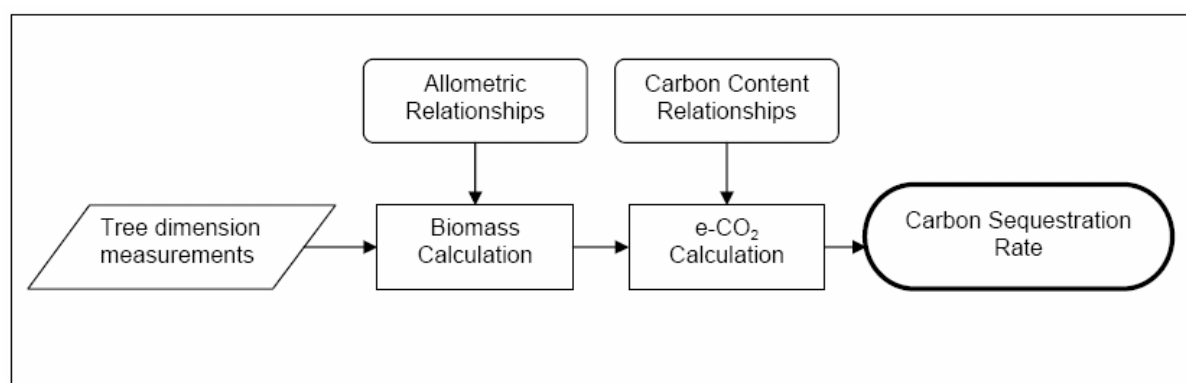 Allometric
Relationships
Carbon Content
Relationships
Tree dimension
measurements
Biomass
Calculation
e-CO₂
Calculation
Carbon Sequestration
Rate